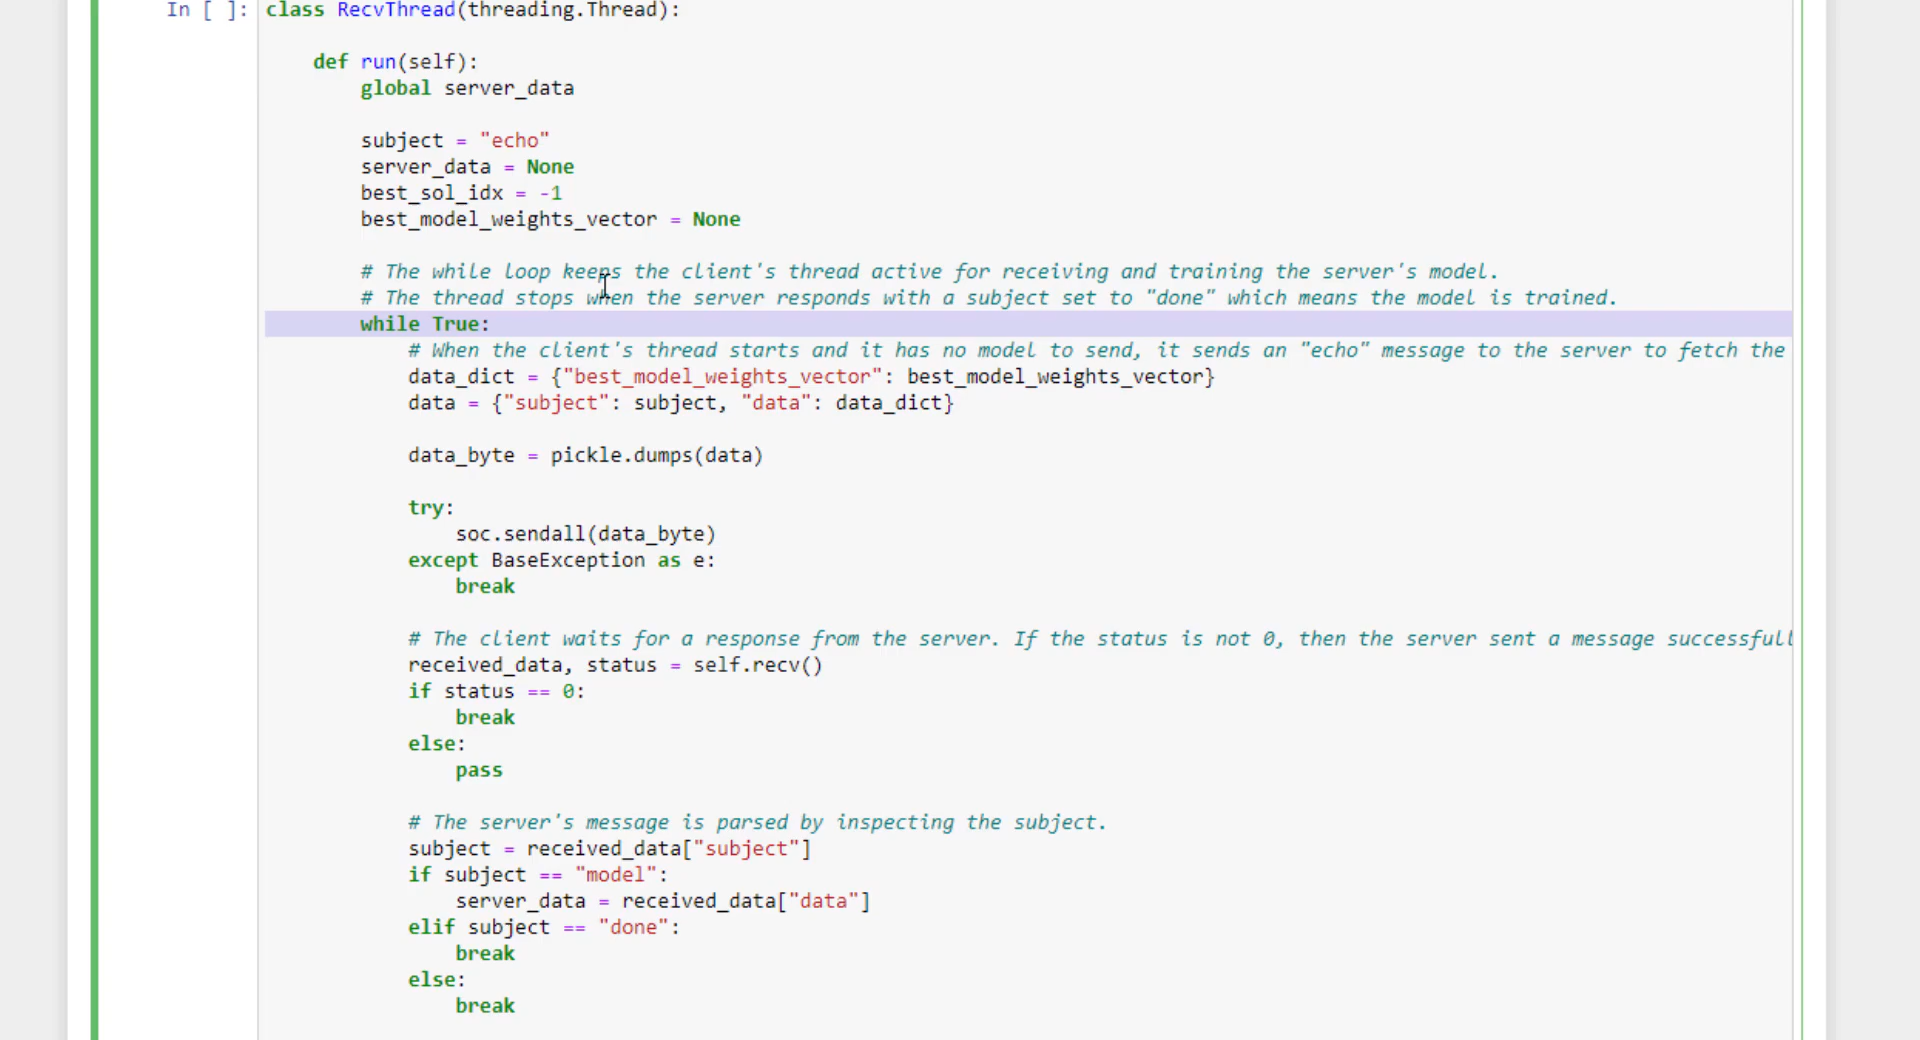 In [ ]: class RecvThread(threading.Thread):
def run(self):
global server_data
subject = "echo"
server_data = None
best_sol_idx = -1
best_model_weights_vector = None
# The while loop keeps the client's thread active for receiving and training the server's model.
# The thread stops when the server responds with a subject set to "done" which means the model is trained.
while True:
# When the client's thread starts and it has no model to send, it sends an "echo" message to the server to fetch the
data_dict = {"best_model_weights_vector": best_model_weights_vector}
data = {"subject": subject, "data": data_dict}
data_byte = pickle.dumps(data)
try:
soc.sendall(data_byte)
except BaseException as e:
break
# The client waits for a response from the server. If the status is not 0, then the server sent a message successfull
received_data, status = self.recv()
if status == 0:
break
else:
pass
# The server's message is parsed by inspecting the subject.
subject = received_data["subject"]
if subject == "model":
server_data = received_data["data"]
elif subject == "done":
break
else:
break